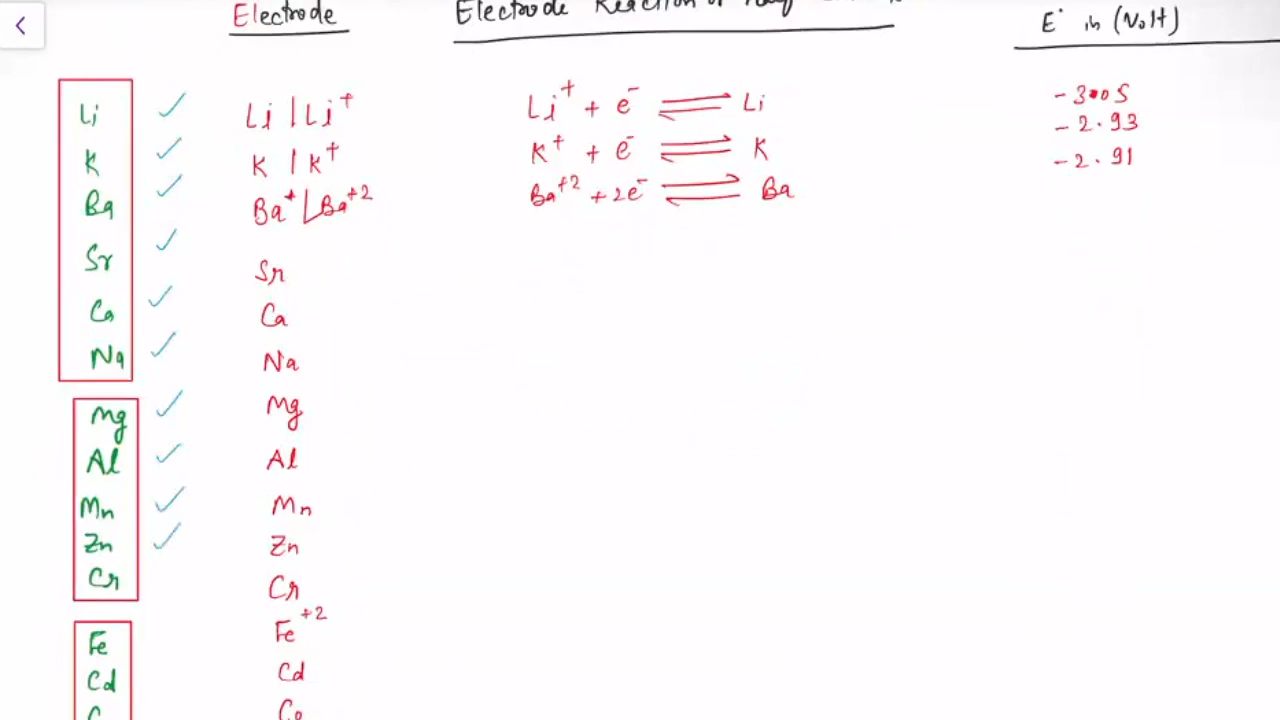 Electrode Electrode Reaction E° in (Volt)
Li Li | Li⁺ Li⁺ + e⁻ ⇌ Li -3.05
K K | K⁺ K⁺ + e⁻ ⇌ K -2.93
Ba Ba⁺ | Ba⁺² Ba⁺² + 2e⁻ ⇌ Ba -2.91
Sr Sr
Ca Ca
Na Na
Mg Mg
Al Al
Mn Mn
Zn Zn
Cr Cr
Fe Fe⁺²
Cd Cd